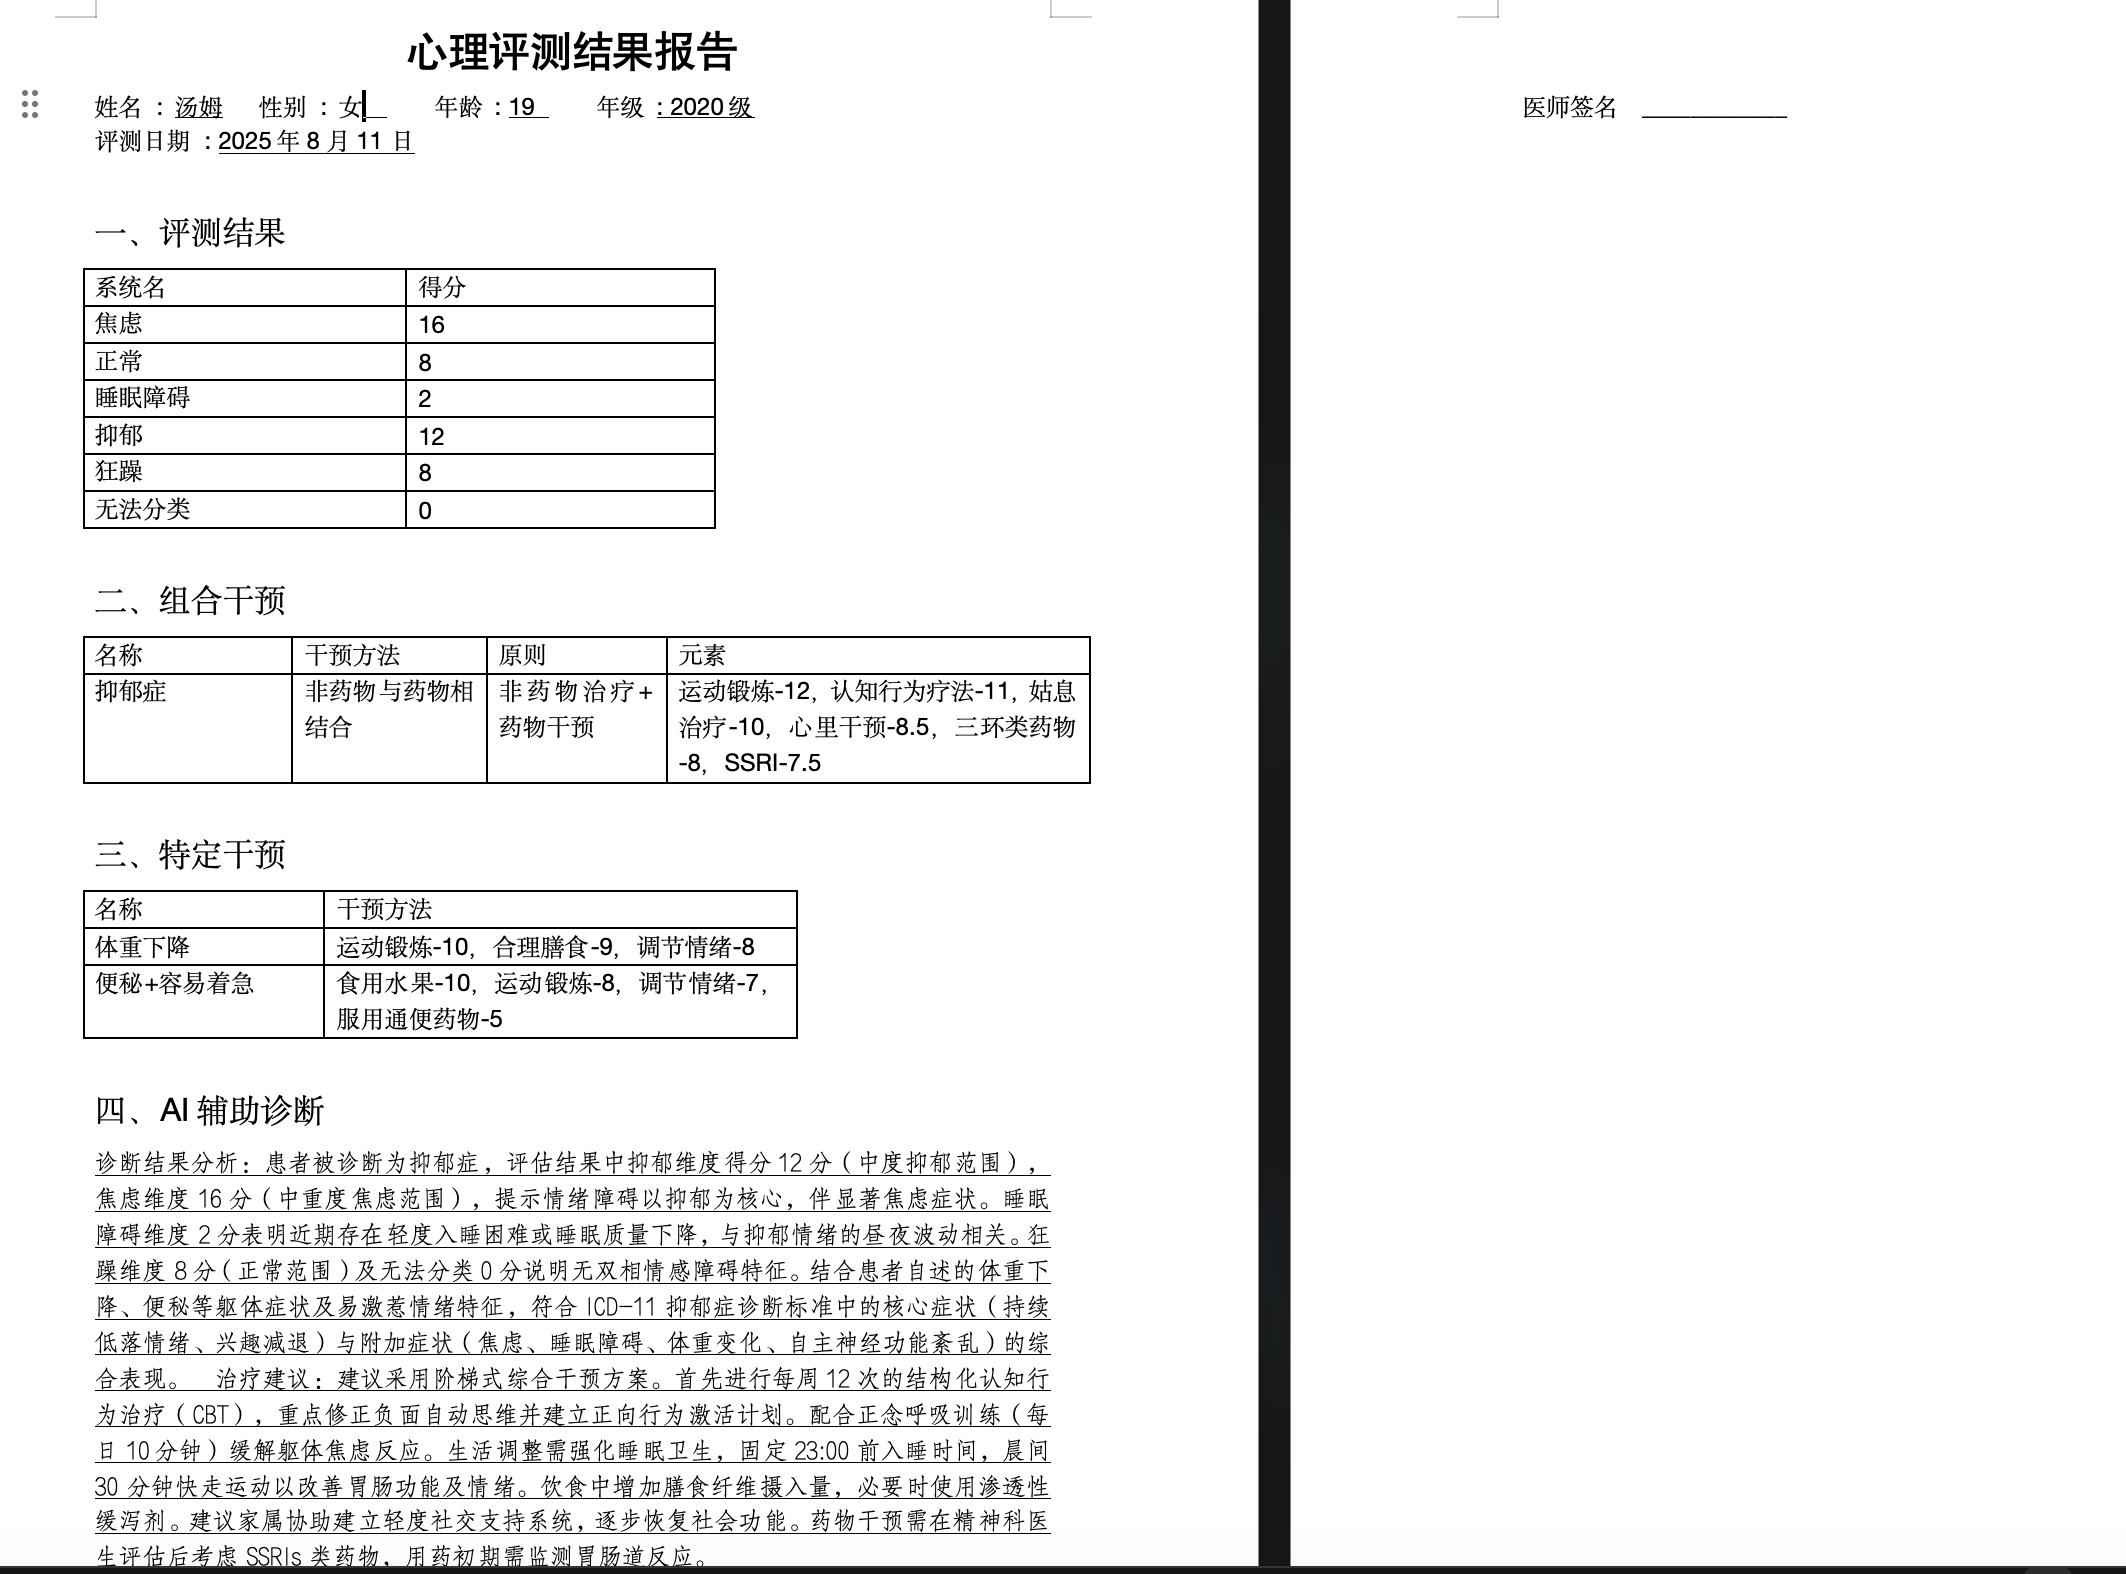 心理评测结果报告
姓名 ：汤姆 性别 ：女 年龄 ：19 年级 ：2020 级
评测日期 ：2025 年 8 月 11 日
一、评测结果
系统名 得分
焦虑 16
正常 8
睡眠障碍 2
抑郁 12
狂躁 8
无法分类 0
二、组合干预
名称 干预方法 原则 元素
抑郁症 非药物与药物相 非药物治疗+ 运动锻炼-12，认知行为疗法-11，姑息
结合 药物干预 治疗-10，心里干预-8.5，三环类药物
-8，SSRI-7.5
三、特定干预
名称 干预方法
体重下降 运动锻炼-10，合理膳食-9，调节情绪-8
便秘+容易着急 食用水果-10，运动锻炼-8，调节情绪-7，
服用通便药物-5
四、AI 辅助诊断
诊断结果分析：患者被诊断为抑郁症，评估结果中抑郁维度得分 12 分（中度抑郁范围），
焦虑维度 16 分（中重度焦虑范围），提示情绪障碍以抑郁为核心，伴显著焦虑症状。睡眠
障碍维度 2 分表明近期存在轻度入睡困难或睡眠质量下降，与抑郁情绪的昼夜波动相关。狂
躁维度 8 分（正常范围）及无法分类 0 分说明无双相情感障碍特征。结合患者自述的体重下
降、便秘等躯体症状及易激惹情绪特征，符合 ICD-11 抑郁症诊断标准中的核心症状（持续
低落情绪、兴趣减退）与附加症状（焦虑、睡眠障碍、体重变化、自主神经功能紊乱）的综
合表现。 治疗建议：建议采用阶梯式综合干预方案。首先进行每周 12 次的结构化认知行
为治疗（CBT），重点修正负面自动思维并建立正向行为激活计划。配合正念呼吸训练（每
日 10 分钟）缓解躯体焦虑反应。生活调整需强化睡眠卫生，固定 23:00 前入睡时间，晨间
30 分钟快走运动以改善胃肠功能及情绪。饮食中增加膳食纤维摄入量，必要时使用渗透性
缓泻剂。建议家属协助建立轻度社交支持系统，逐步恢复社会功能。药物干预需在精神科医
生评估后考虑 SSRIs 类药物，用药初期需监测胃肠道反应。
医师签名